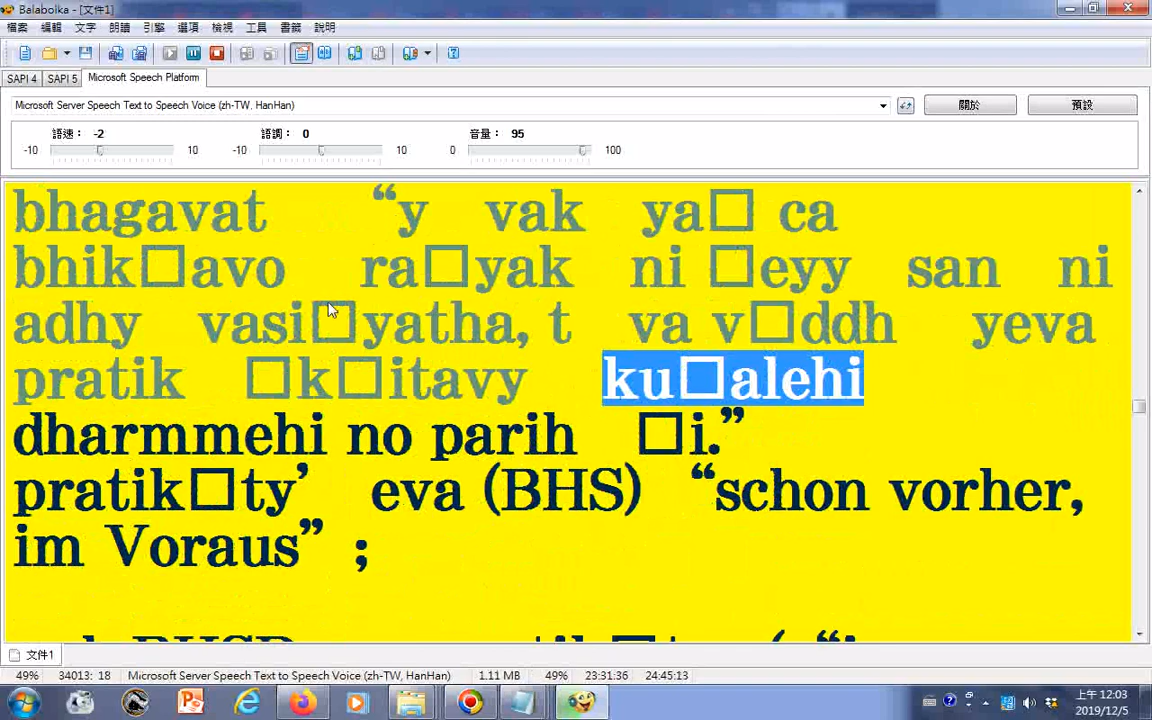 Balabolka - [文件1]
檔案 編輯 文字 朗讀 引擎 選項 檢視 工具 書籤 說明
SAPI 4 SAPI 5 Microsoft Speech Platform
Microsoft Server Speech Text to Speech Voice (zh-TW, HanHan) 關於 預設
語速： -2 語調： 0 音量： 95
-10 10 -10 10 0 100
bhagavat “y vak ya□ ca
bhik□avo ra□yak ni □eyy san ni
adhy vasi□yatha, t va v□ddh yeva
pratik □k□itavy ku□alehi
dharmmehi no parih □i.”
pratik□ty’ eva (BHS) “schon vorher,
im Voraus” ;
文件1
49% 34013: 18 Microsoft Server Speech Text to Speech Voice (zh-TW, HanHan) 1.11 MB 49% 23:31:36 24:45:13
上午 12:03
2019/12/5